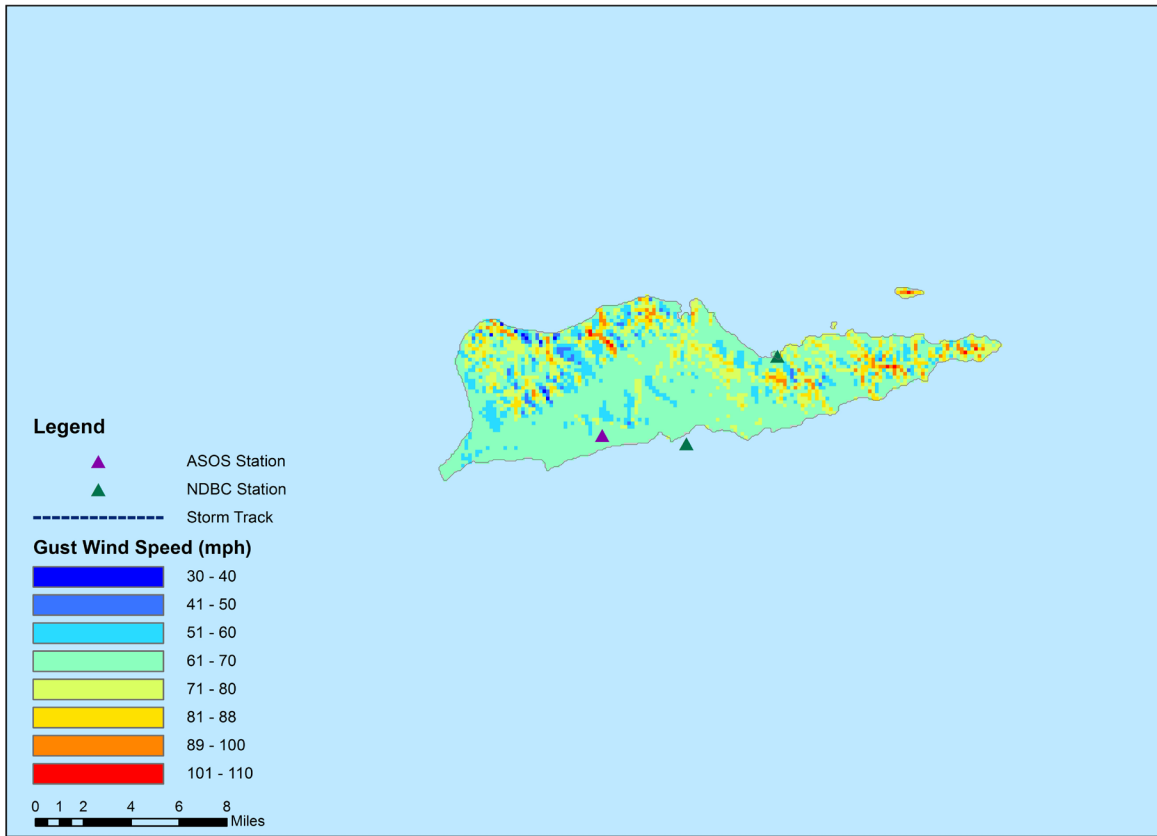 Legend
ASOS Station
NDBC Station
Storm Track
Gust Wind Speed (mph)
30 - 40
41 - 50
51 - 60
61 - 70
71 - 80
81 - 88
89 - 100
101 - 110
0 1 2 4 6 8
Miles